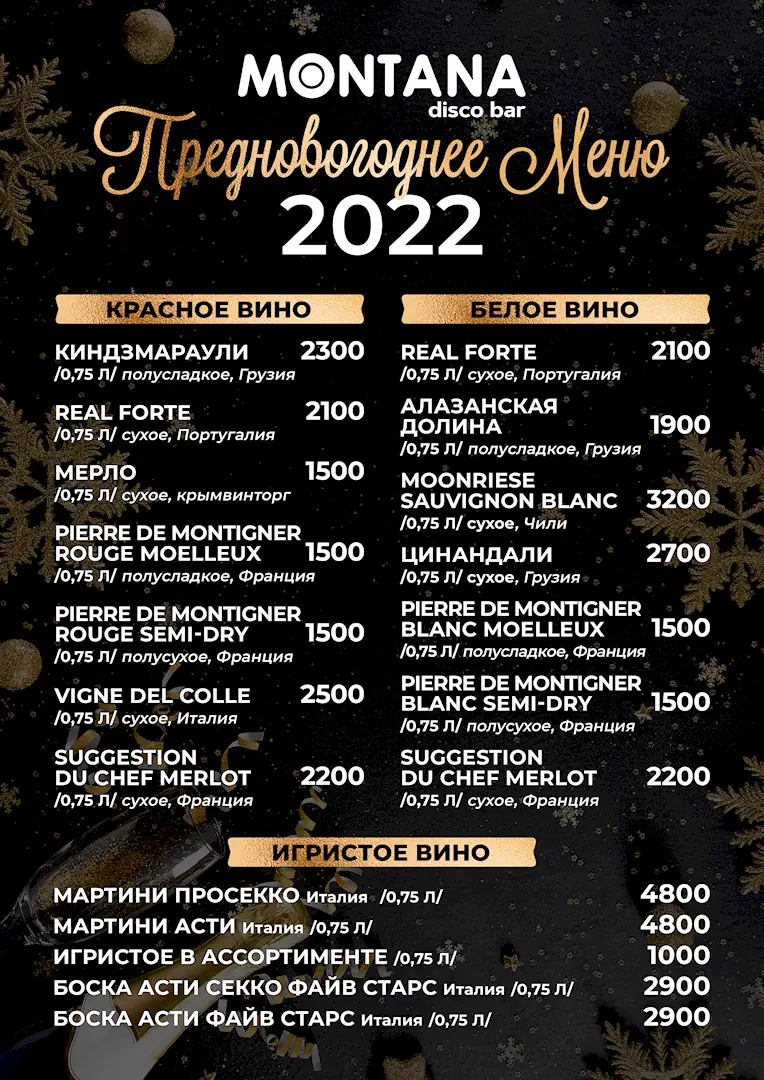 MONTANA
disco bar
Предновогоднее Меню
2022
КРАСНОЕ ВИНО
КИНДЗМАРАУЛИ 2300
/0,75 Л/ полусладкое, Грузия
REAL FORTE 2100
/0,75 Л/ сухое, Португалия
МЕРЛО 1500
/0,75 Л/ сухое, крымвинторг
PIERRE DE MONTIGNER
ROUGE MOELLEUX 1500
/0,75 Л/ полусладкое, Франция
PIERRE DE MONTIGNER
ROUGE SEMI-DRY 1500
/0,75 Л/ полусухое, Франция
VIGNE DEL COLLE 2500
/0,75 Л/ сухое, Италия
SUGGESTION
DU CHEF MERLOT 2200
/0,75 Л/ сухое, Франция
БЕЛОЕ ВИНО
REAL FORTE 2100
/0,75 Л/ сухое, Португалия
АЛАЗАНСКАЯ
ДОЛИНА 1900
/0,75 Л/ полусладкое, Грузия
MOONRIESE
SAUVIGNON BLANC 3200
/0,75 Л/ сухое, Чили
ЦИНАНДАЛИ 2700
/0,75 Л/ сухое, Грузия
PIERRE DE MONTIGNER
BLANC MOELLEUX 1500
/0,75 Л/ полусладкое, Франция
PIERRE DE MONTIGNER
BLANC SEMI-DRY 1500
/0,75 Л/ полусухое, Франция
SUGGESTION
DU CHEF MERLOT 2200
/0,75 Л/ сухое, Франция
ИГРИСТОЕ ВИНО
МАРТИНИ ПРОСЕККО Италия /0,75 Л/ 4800
МАРТИНИ АСТИ Италия /0,75 Л/ 4800
ИГРИСТОЕ В АССОРТИМЕНТЕ /0,75 Л/ 1000
БОСКА АСТИ СЕККО ФАЙВ СТАРС Италия /0,75 Л/ 2900
БОСКА АСТИ ФАЙВ СТАРС Италия /0,75 Л/ 2900